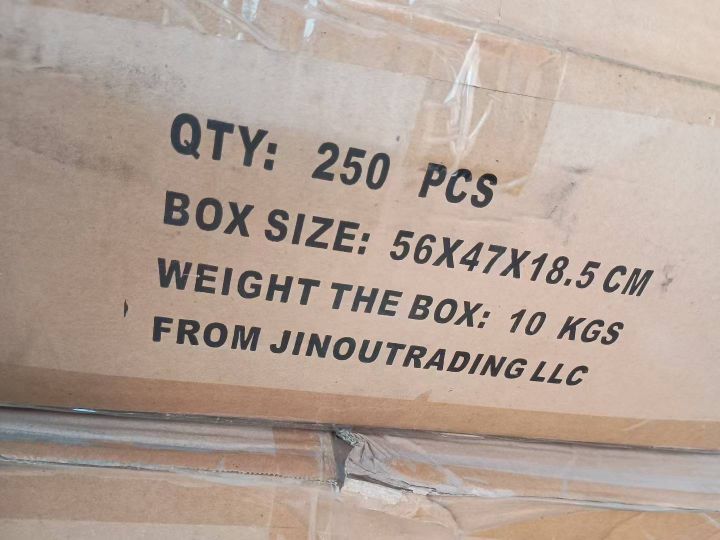 QTY: 250 PCS
BOX SIZE: 56X47X18.5 CM
WEIGHT THE BOX: 10 KGS
FROM JINOUTRADING LLC